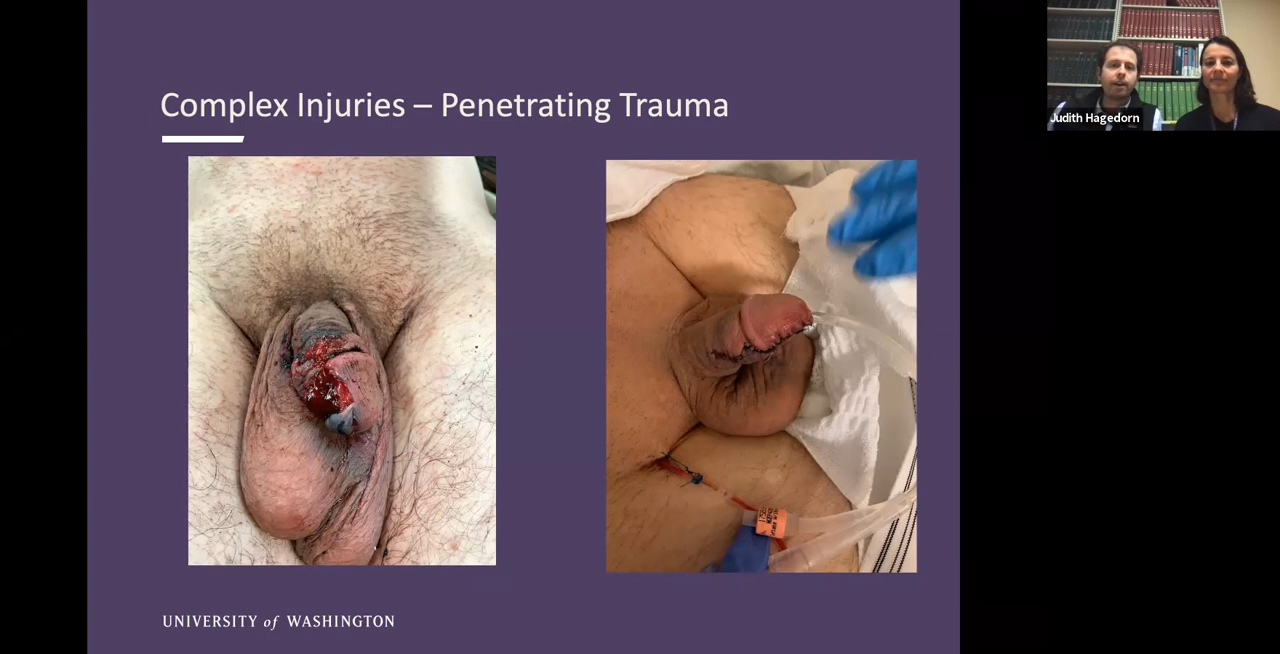 Complex Injuries – Penetrating Trauma
Judith Hagedorn
UNIVERSITY of WASHINGTON